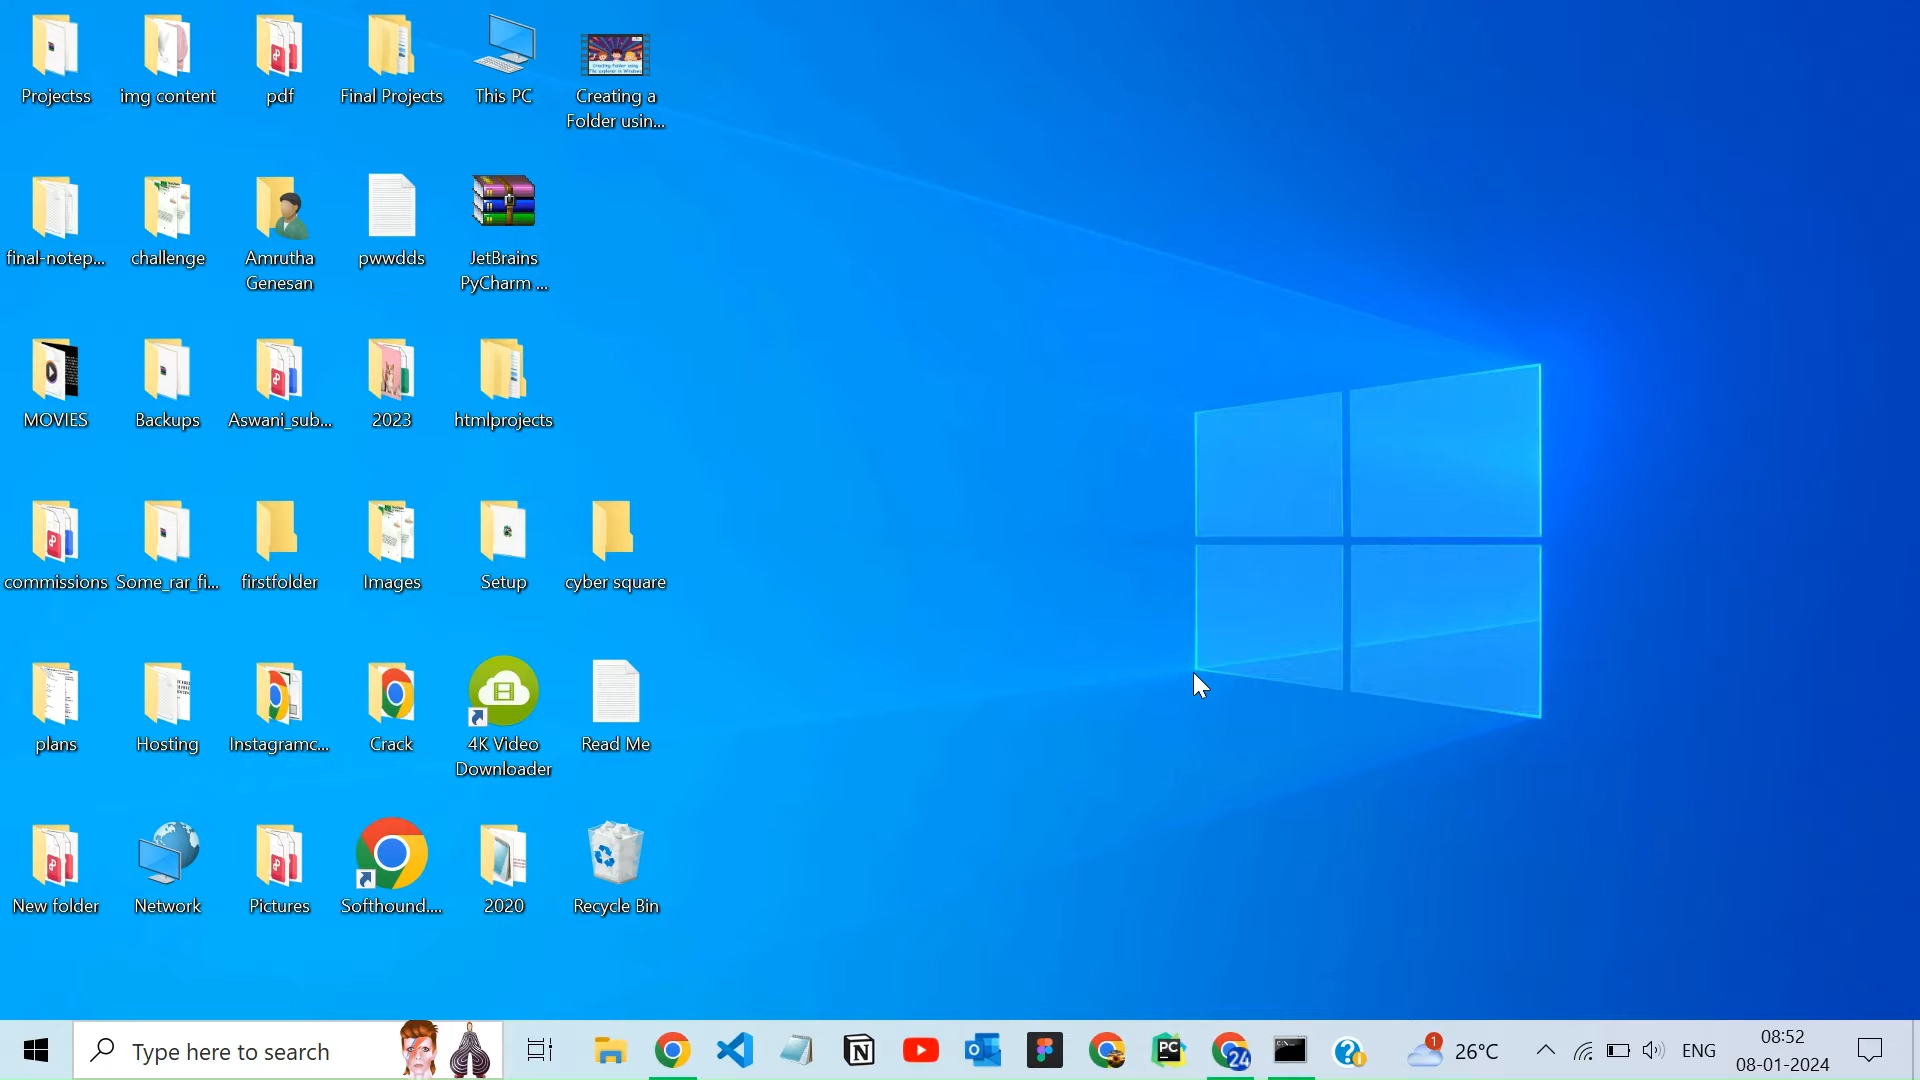 Projectss
img content
pdf
Final Projects
This PC
Creating a
Folder usin...
final-notep...
challenge
Amrutha
Genesan
pwwdds
JetBrains
PyCharm ...
MOVIES
Backups
Aswani_sub...
2023
htmlprojects
commissions
Some_rar_fi...
firstfolder
Images
Setup
cyber square
plans
Hosting
Instagramc...
Crack
4K Video
Downloader
Read Me
New folder
Network
Pictures
Softhound....
2020
Recycle Bin
Type here to search
PC
24
1
26°C
ENG
08:52
08-01-2024